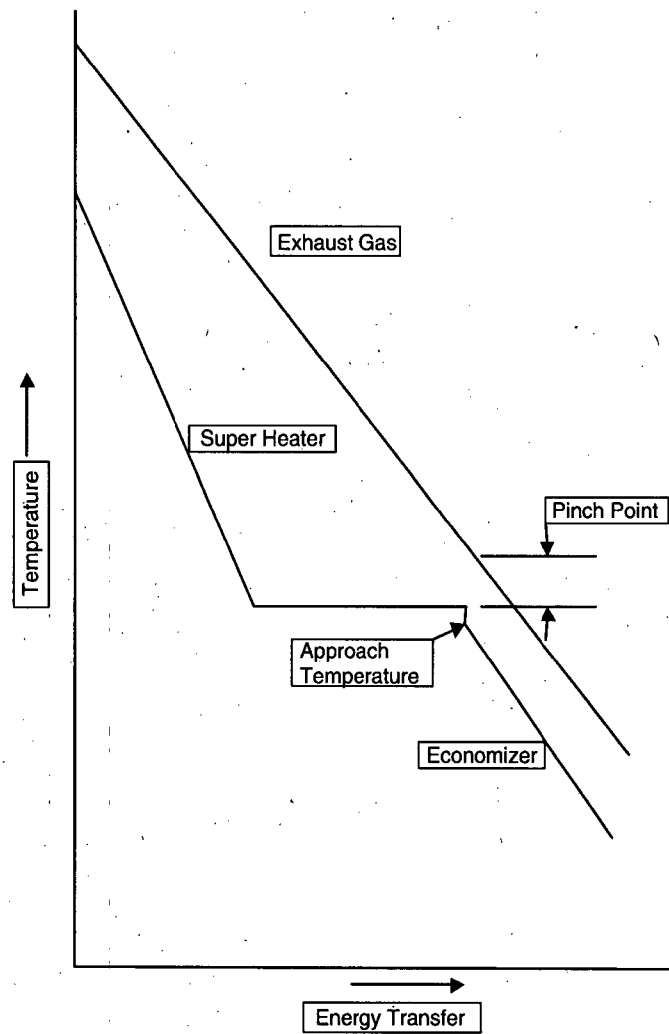 Exhaust Gas
Super Heater
Temperature
Pinch Point
Approach
Temperature
Economizer
Energy Transfer